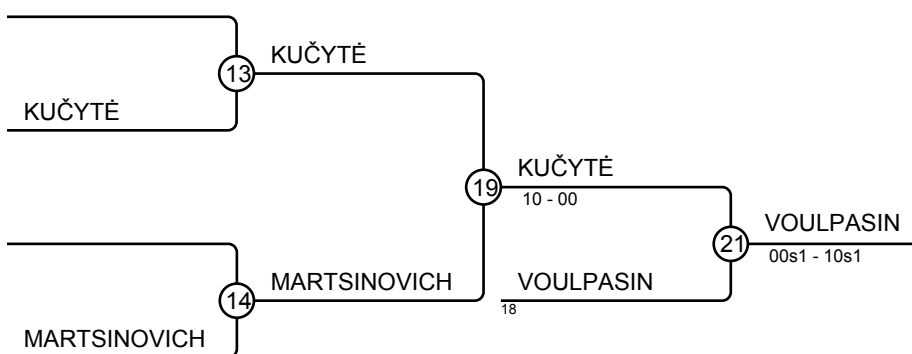 KUČYTĖ
13
KUČYTĖ
KUČYTĖ
19
10 - 00
VOULPASIN
21
00s1 - 10s1
MARTSINOVICH
14
VOULPASIN
18
MARTSINOVICH